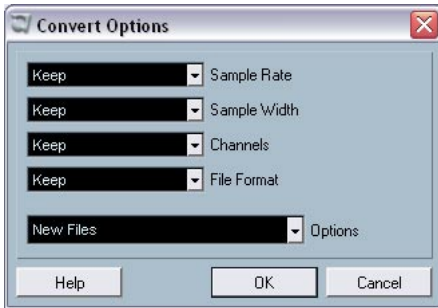 Convert Options
Keep Sample Rate
Keep Sample Width
Keep Channels
Keep File Format
New Files Options
Help OK Cancel